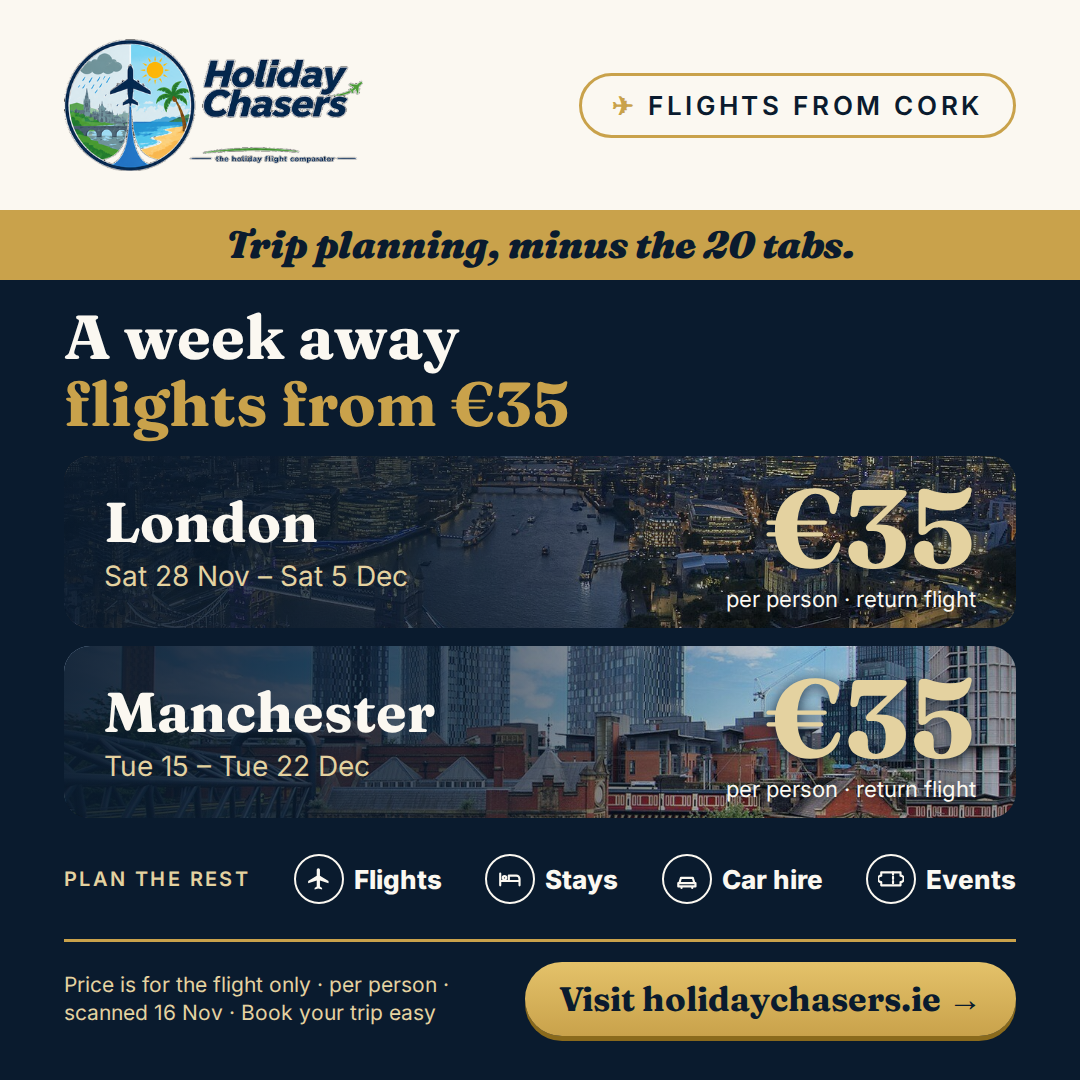 Holiday
Chasers
the holiday flight comparator
✈ FLIGHTS FROM CORK
Trip planning, minus the 20 tabs.
A week away
flights from €35
London
Sat 28 Nov – Sat 5 Dec
€35
per person · return flight
Manchester
Tue 15 – Tue 22 Dec
€35
per person · return flight
PLAN THE REST
Flights
Stays
Car hire
Events
Price is for the flight only · per person ·
scanned 16 Nov · Book your trip easy
Visit holidaychasers.ie →